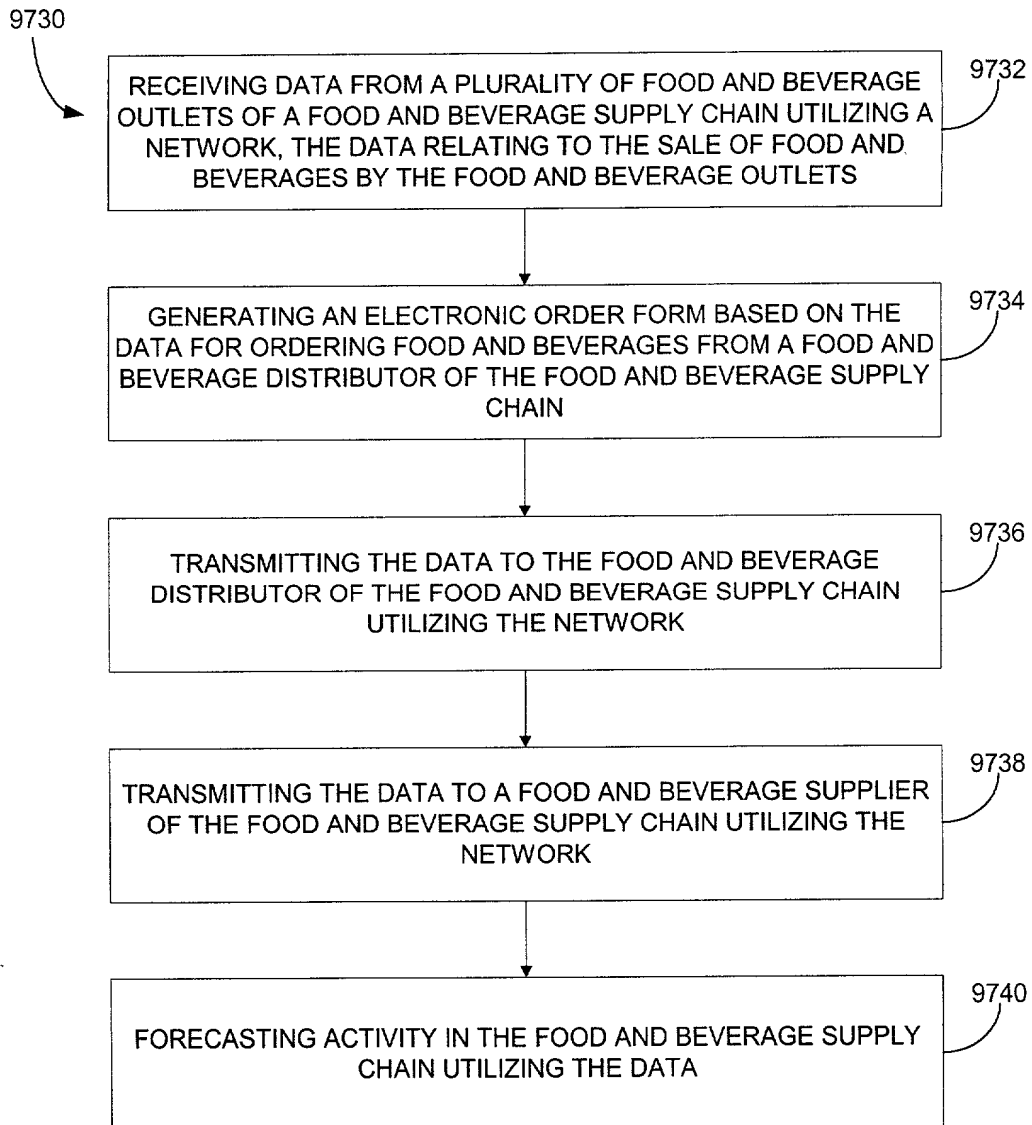 9730
RECEIVING DATA FROM A PLURALITY OF FOOD AND BEVERAGE
OUTLETS OF A FOOD AND BEVERAGE SUPPLY CHAIN UTILIZING A
NETWORK, THE DATA RELATING TO THE SALE OF FOOD AND
BEVERAGES BY THE FOOD AND BEVERAGE OUTLETS
9732
GENERATING AN ELECTRONIC ORDER FORM BASED ON THE
DATA FOR ORDERING FOOD AND BEVERAGES FROM A FOOD AND
BEVERAGE DISTRIBUTOR OF THE FOOD AND BEVERAGE SUPPLY
CHAIN
9734
TRANSMITTING THE DATA TO THE FOOD AND BEVERAGE
DISTRIBUTOR OF THE FOOD AND BEVERAGE SUPPLY CHAIN
UTILIZING THE NETWORK
9736
TRANSMITTING THE DATA TO A FOOD AND BEVERAGE SUPPLIER
OF THE FOOD AND BEVERAGE SUPPLY CHAIN UTILIZING THE
NETWORK
9738
FORECASTING ACTIVITY IN THE FOOD AND BEVERAGE SUPPLY
CHAIN UTILIZING THE DATA
9740